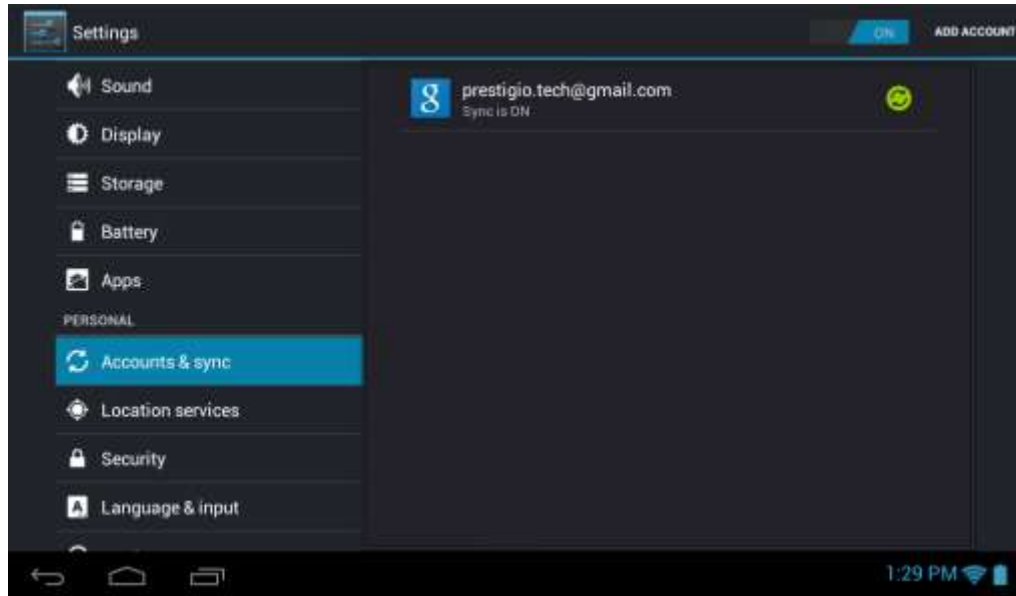 Settings
ON
ADD ACCOUNT
Sound
Display
Storage
Battery
Apps
PERSONAL
Accounts & sync
Location services
Security
Language & input
8 prestigio.tech@gmail.com
Sync is ON
1:29 PM